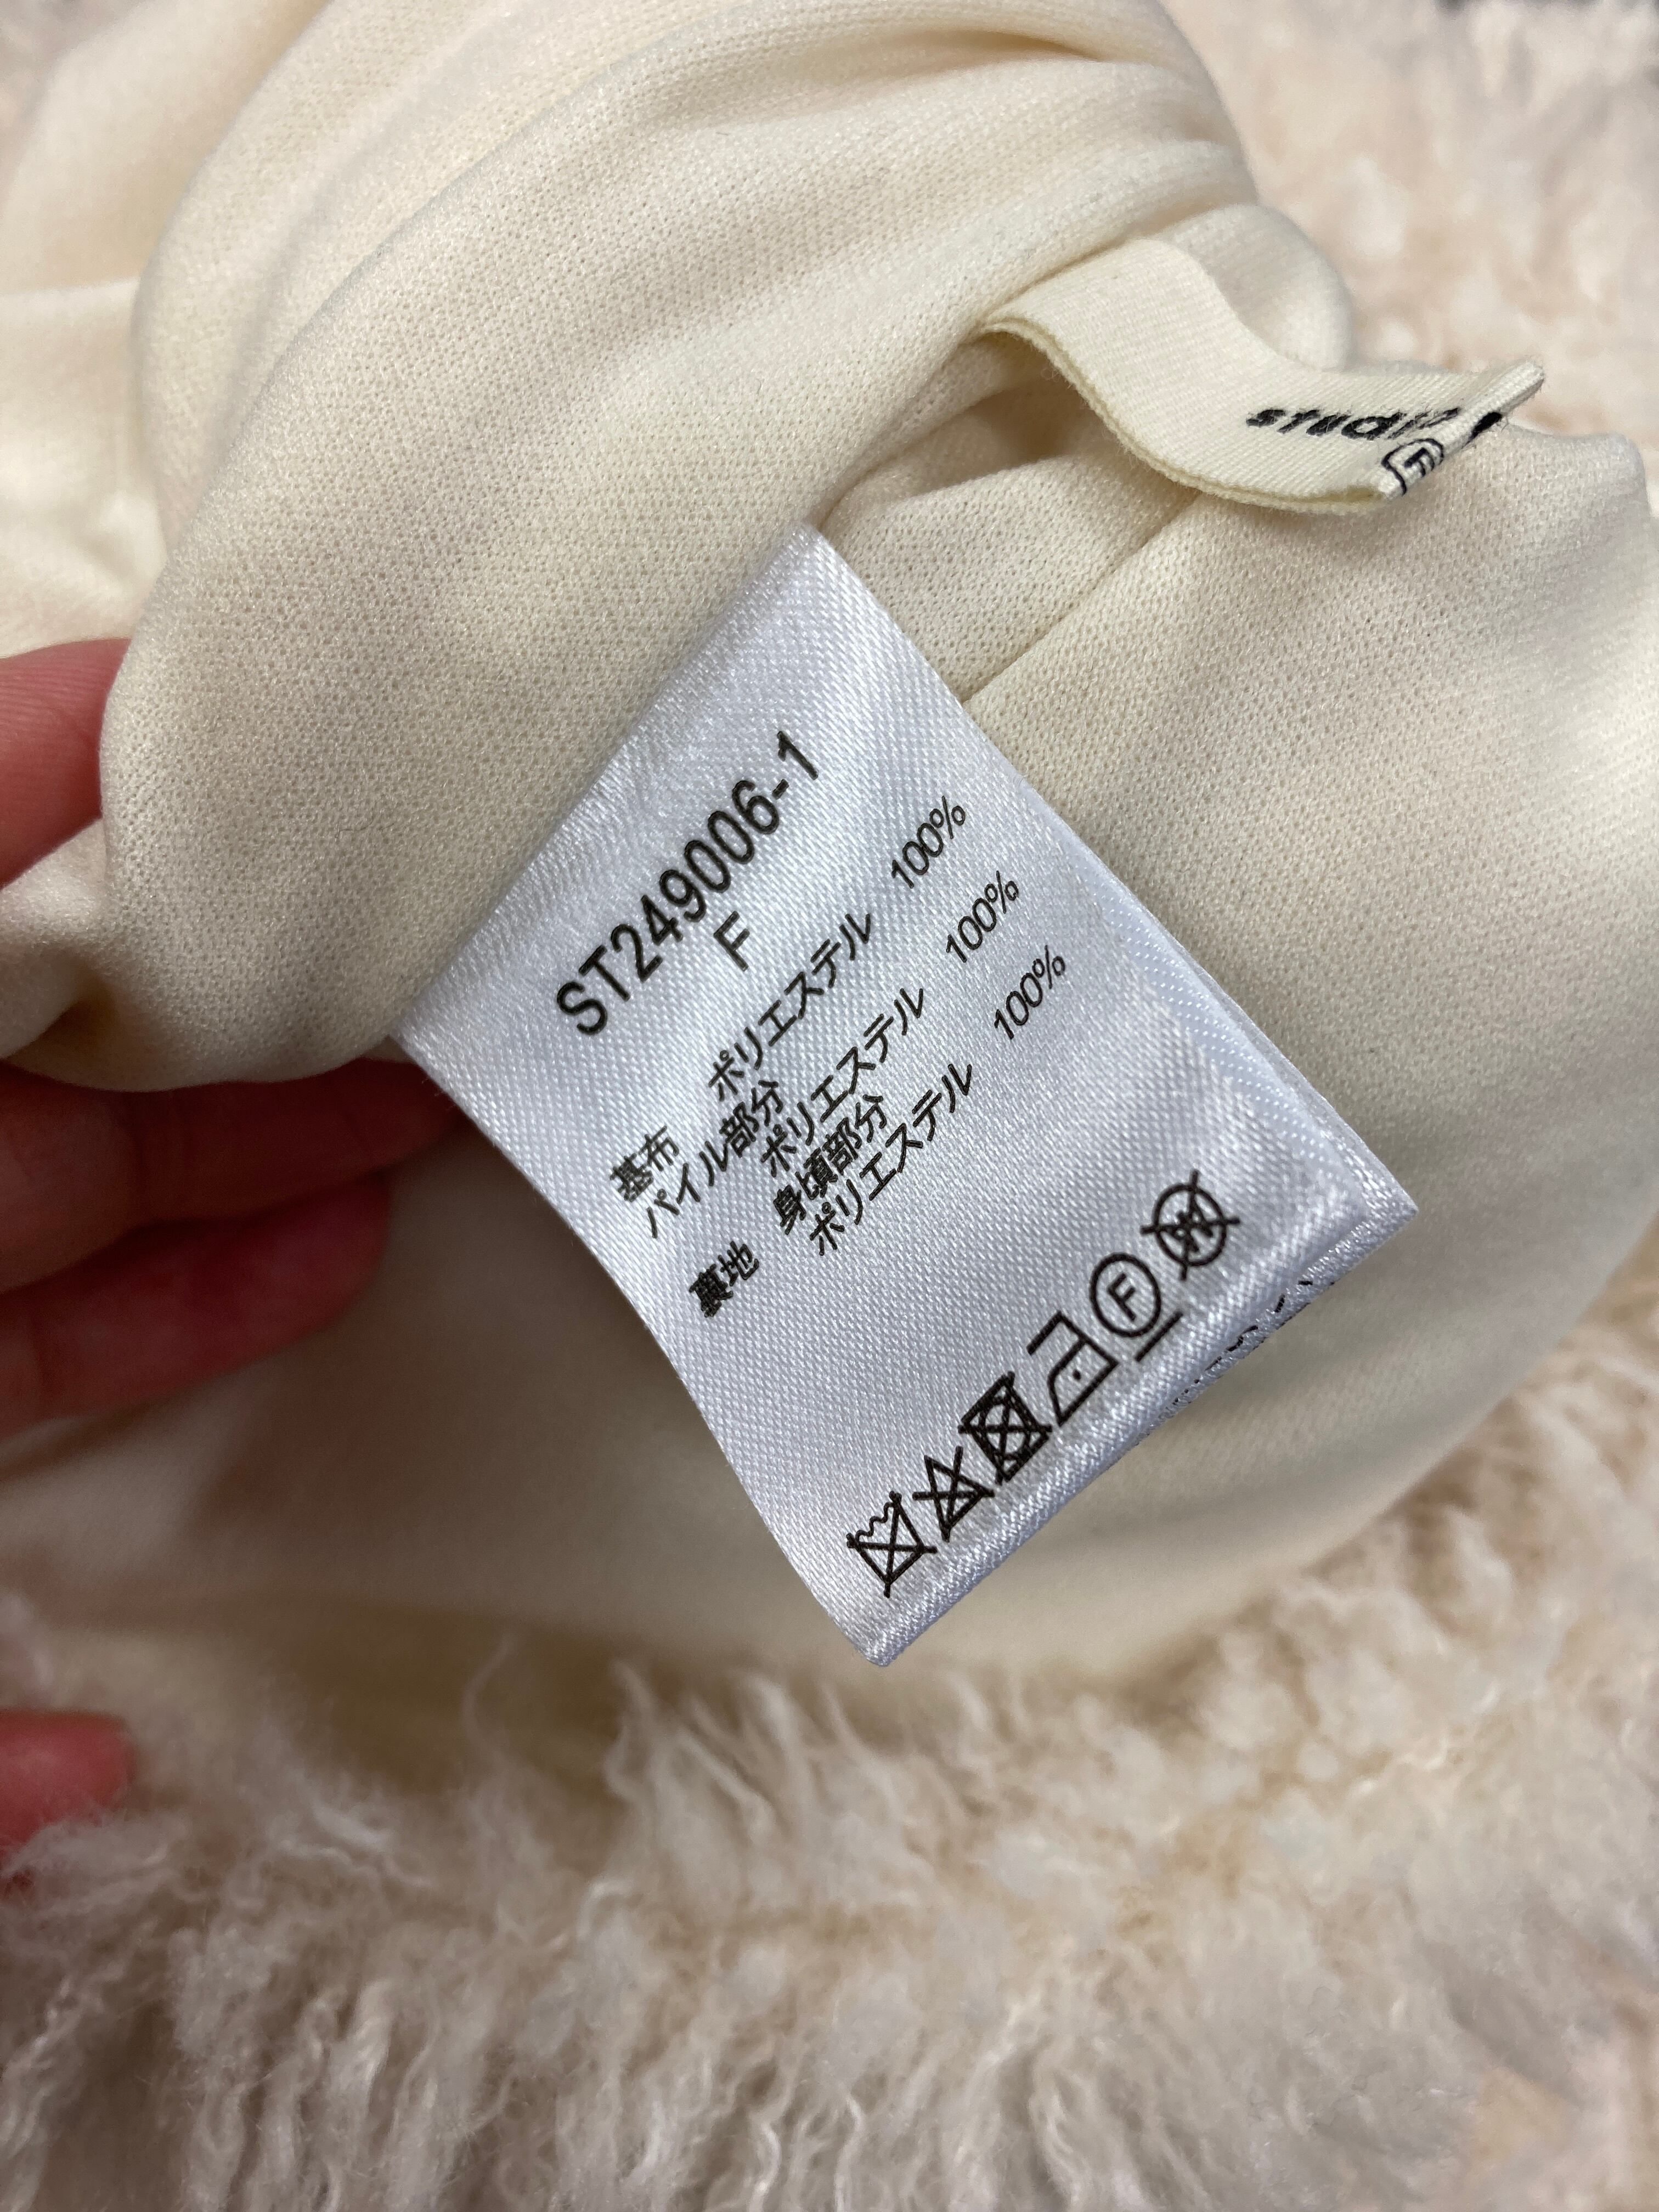 ST249006-1
F
基布 ポリエステル 100%
パイル部分
ポリエステル 100%
裏地 身頃部分
ポリエステル 100%
F
W